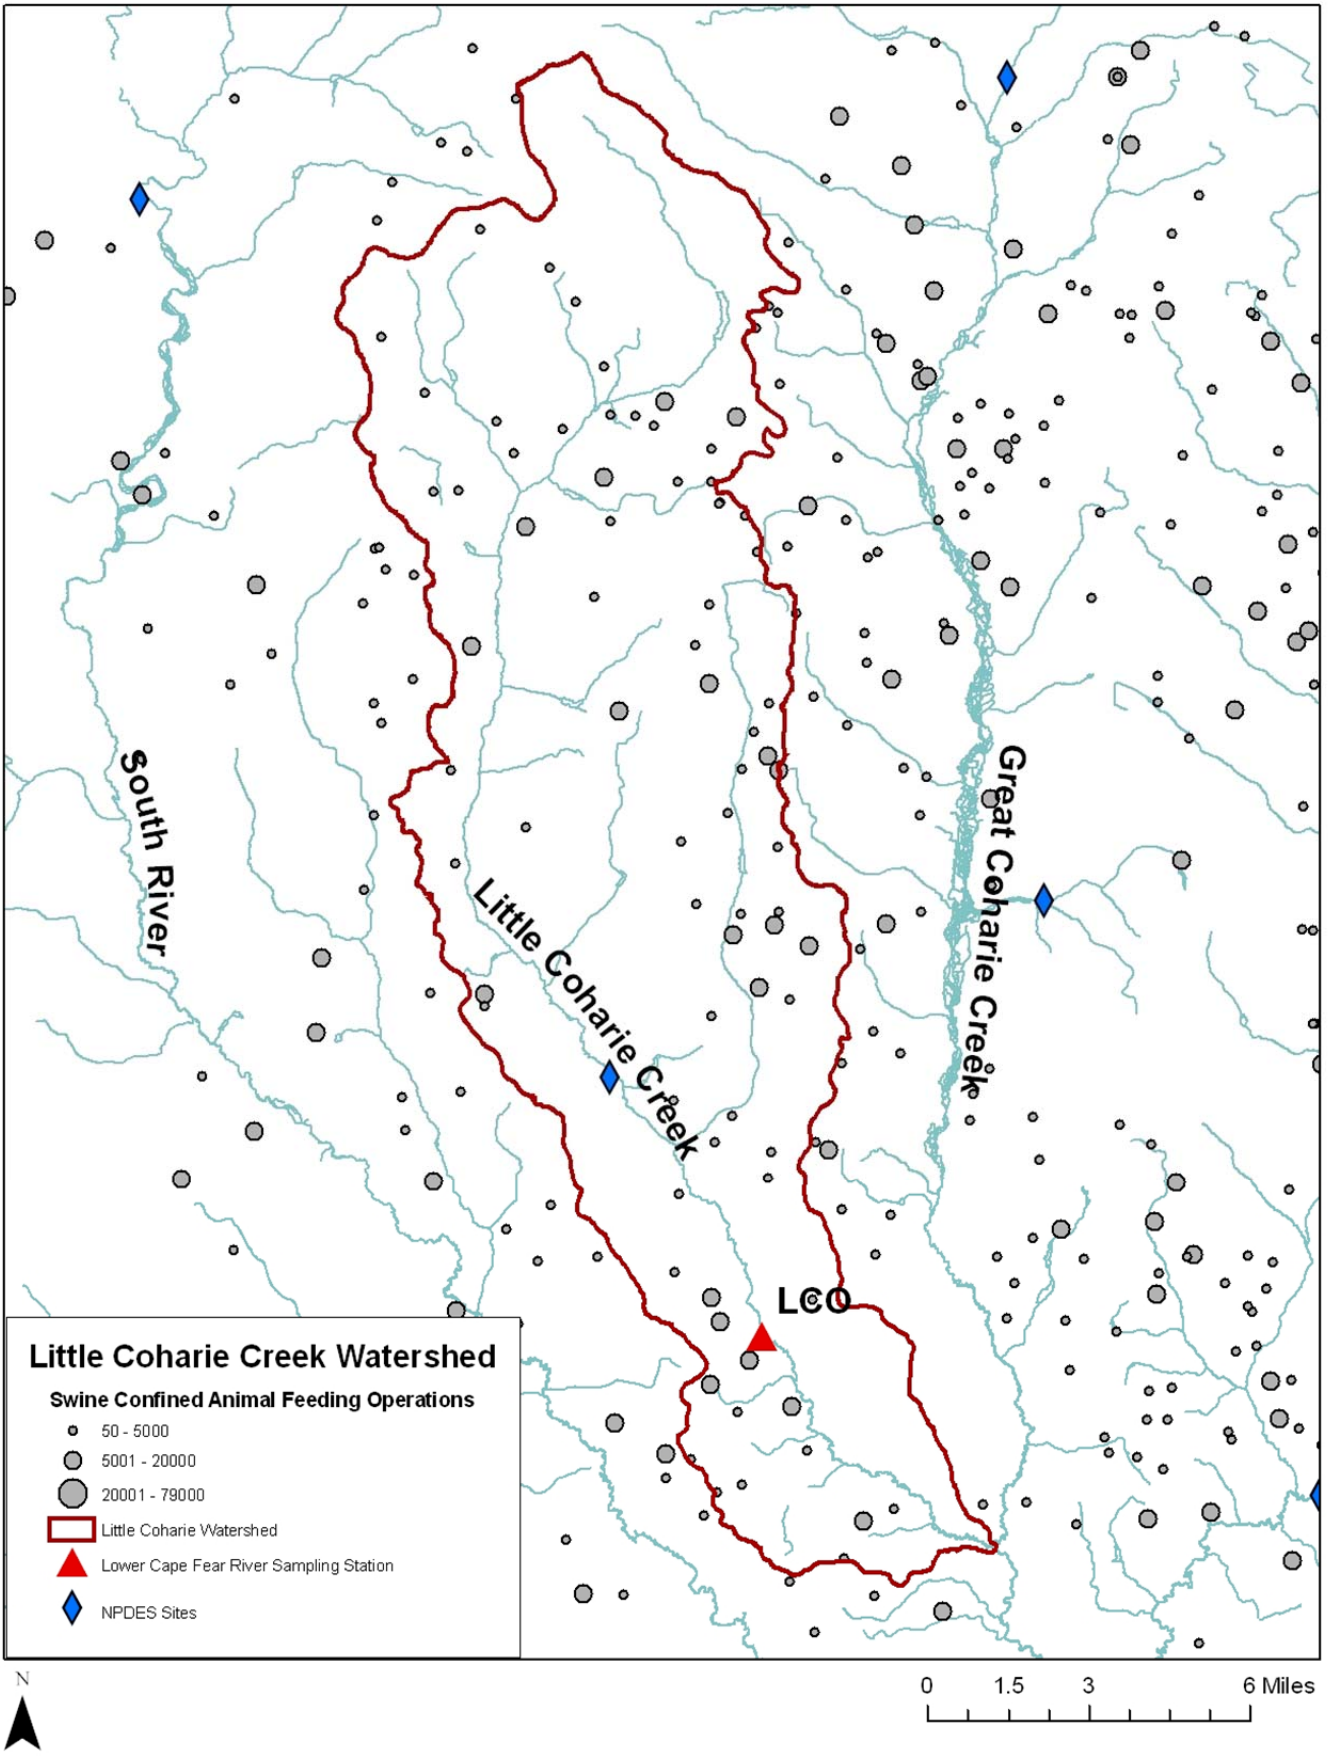 South River
Great Coharie Creek
Little Coharie Creek
LCO
Little Coharie Creek Watershed
Swine Confined Animal Feeding Operations
50 - 5000
5001 - 20000
20001 - 79000
Little Coharie Watershed
Lower Cape Fear River Sampling Station
NPDES Sites
N
0 1.5 3 6 Miles